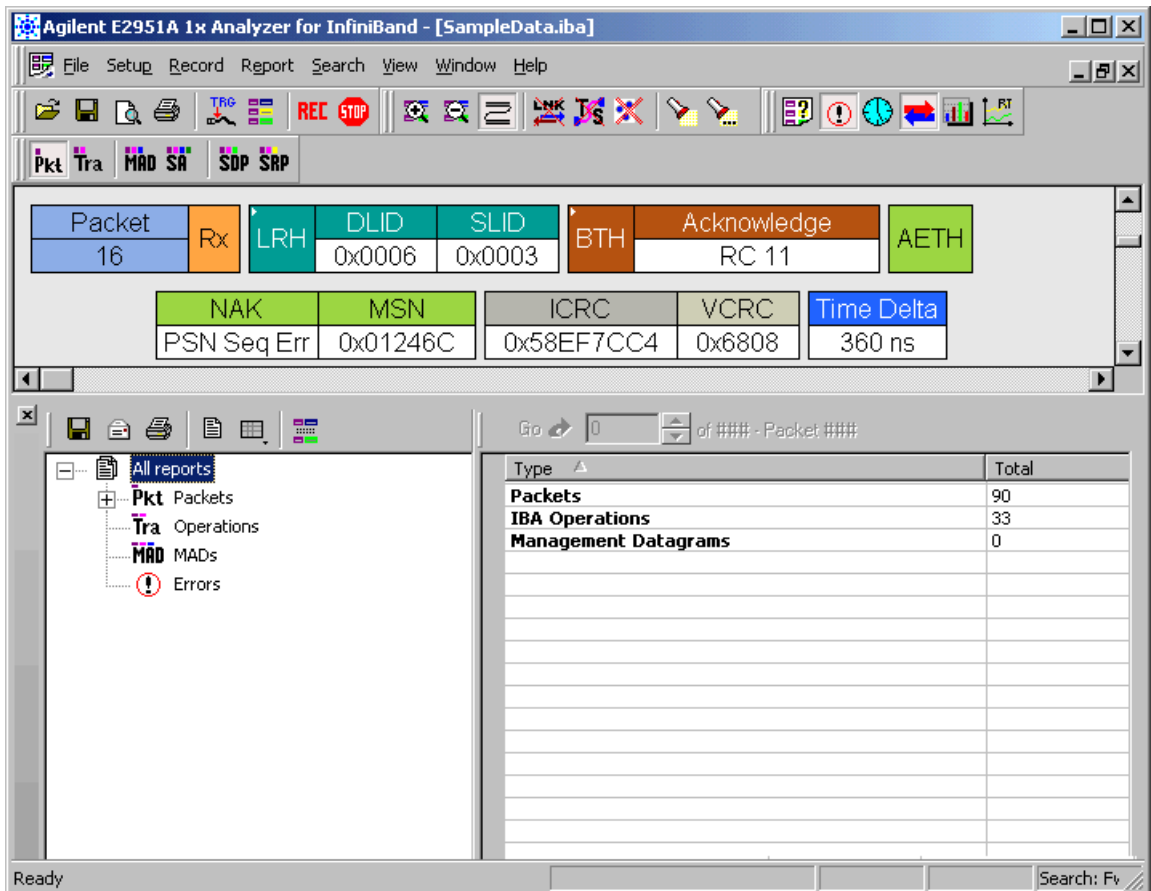 Agilent E2951A 1x Analyzer for InfiniBand - [SampleData.iba]
File Setup Record Report Search View Window Help
TRG REC STOP LNK RT
Pkt Tra MAD SA SDP SRP
Packet Rx LRH DLID SLID BTH Acknowledge AETH
16 0x0006 0x0003 RC 11
NAK MSN ICRC VCRC Time Delta
PSN Seq Err 0x01246C 0x58EF7CC4 0x6808 360 ns
Go 0 of ### - Packet ###
All reports
Pkt Packets
Tra Operations
MAD MADs
Errors
Type Total
Packets 90
IBA Operations 33
Management Datagrams 0
Ready Search: Fv